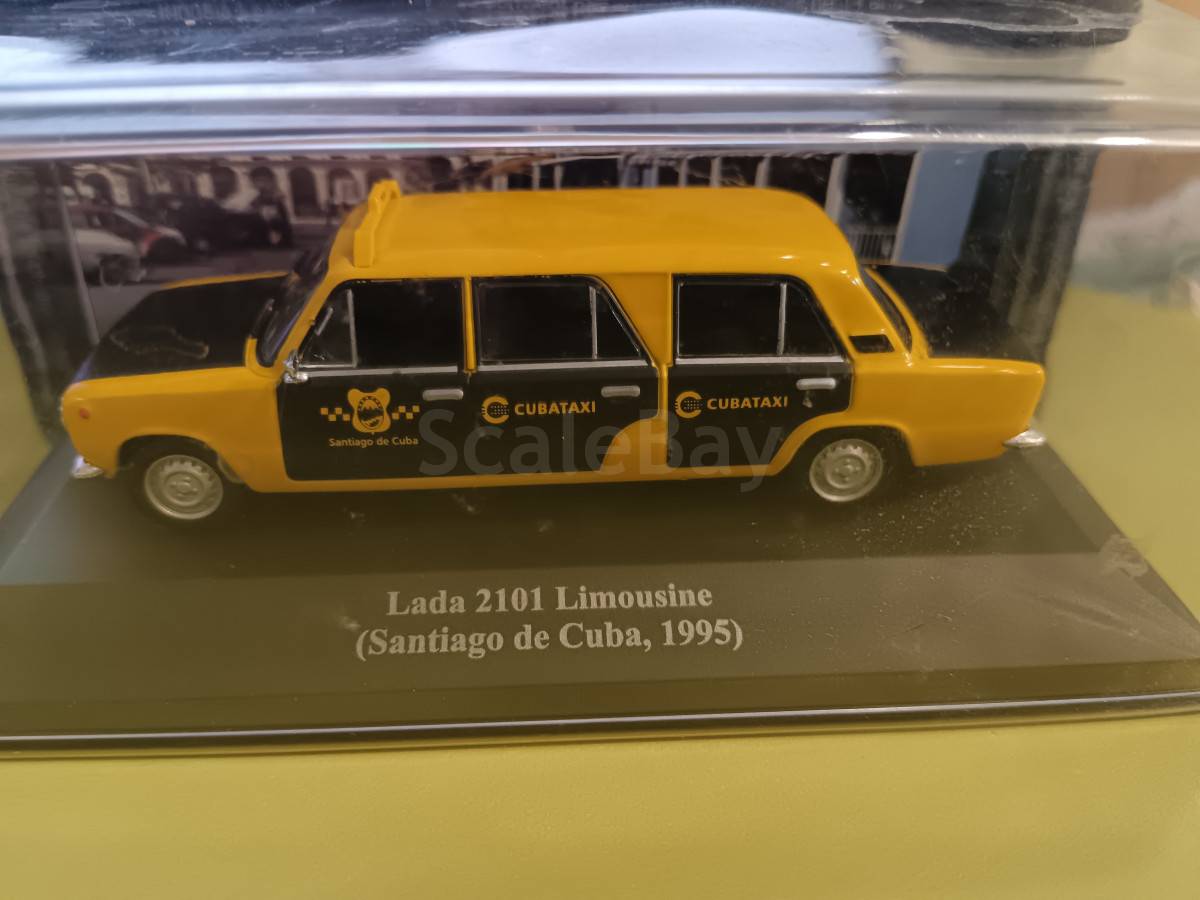 CUBATAXI
CUBATAXI
Santiago de Cuba
ScaleBay
Lada 2101 Limousine
(Santiago de Cuba, 1995)